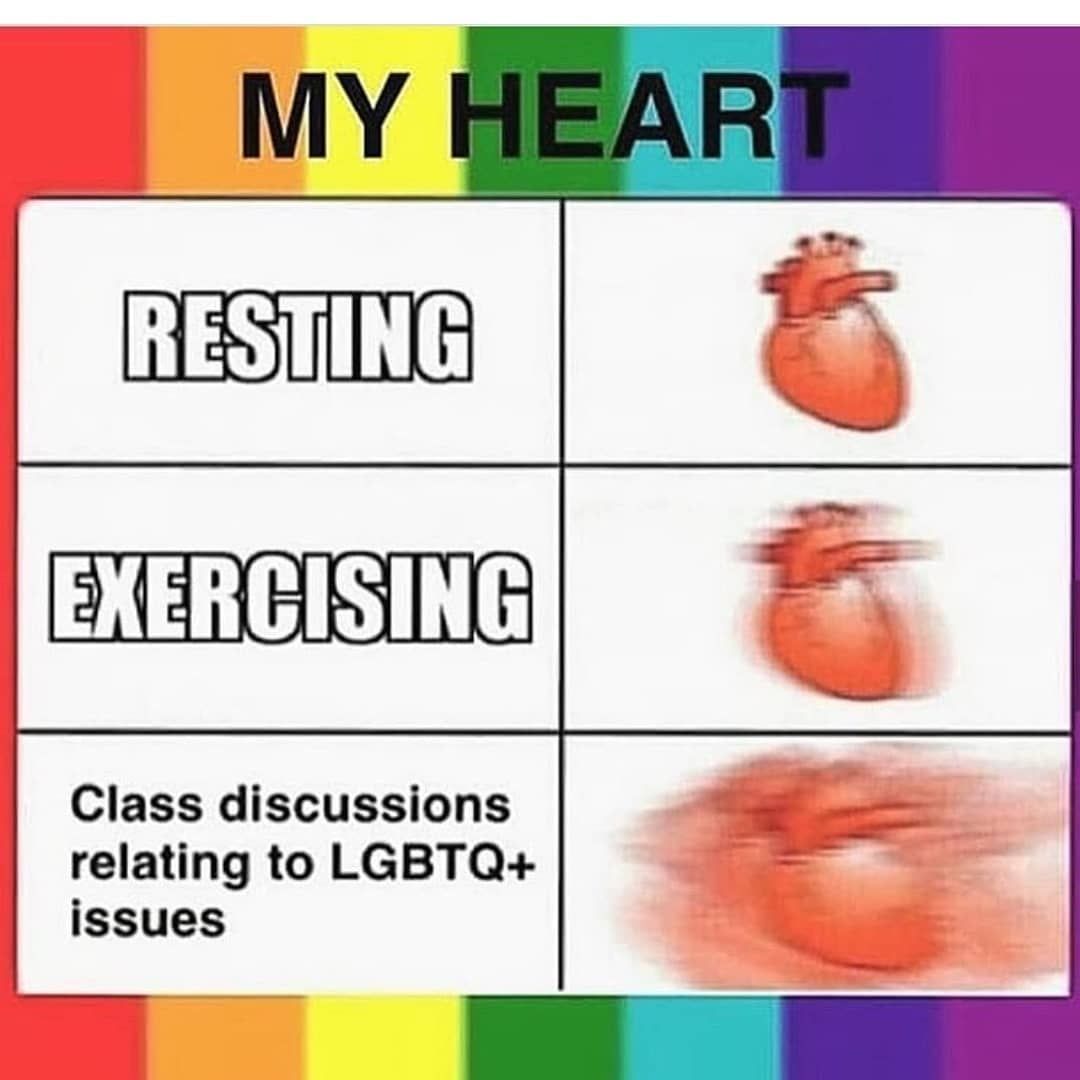 MY HEART
RESTING
EXERCISING
Class discussions
relating to LGBTQ+
issues